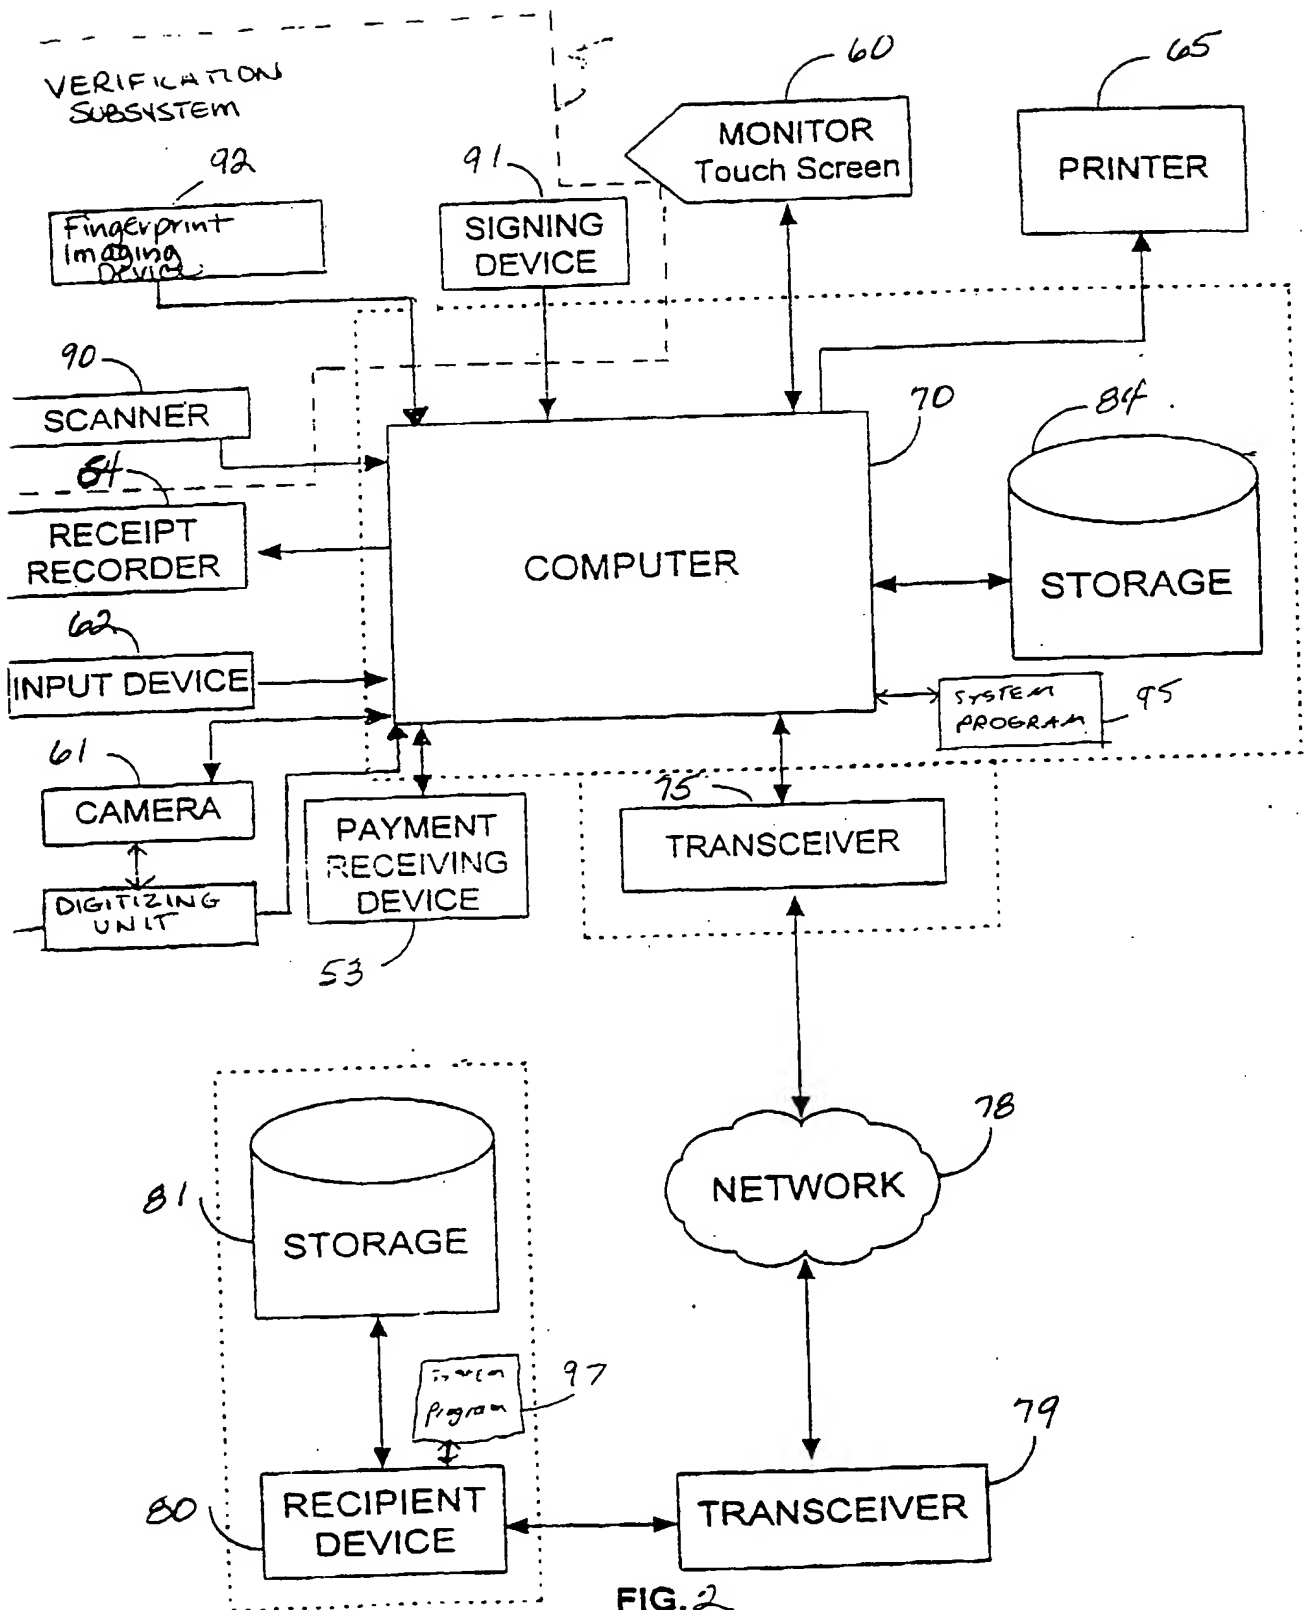 VERIFICATION
SUBSYSTEM
92
Fingerprint
Imaging
Device
91
SIGNING
DEVICE
60
MONITOR
Touch Screen
65
PRINTER
90
SCANNER
RECEIPT
RECORDER
62
INPUT DEVICE
61
CAMERA
DIGITIZING
UNIT
70
COMPUTER
84
STORAGE
SYSTEM
PROGRAM
95
PAYMENT
RECEIVING
DEVICE
53
75
TRANSCEIVER
78
NETWORK
81
STORAGE
Program
97
80
RECIPIENT
DEVICE
79
TRANSCEIVER
FIG. 2